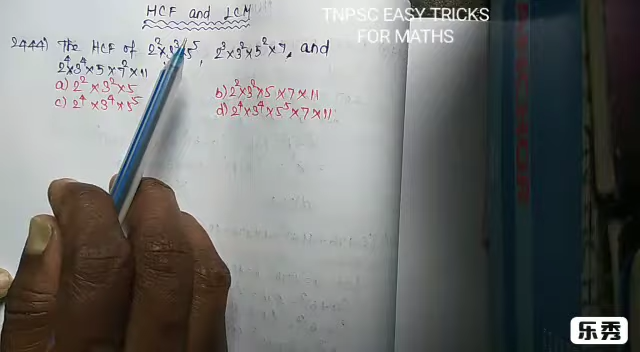 HCF and LCM
TNPSC EASY TRICKS
FOR MATHS
2444) The HCF of 2² × 3³ × 5⁵, 2³ × 3² × 5² × 7, and
2⁴ × 3⁴ × 5 × 7² × 11
a) 2² × 3² × 5
b) 2² × 3² × 5 × 7 × 11
c) 2⁴ × 3⁴ × 5⁵
d) 2⁴ × 3⁴ × 5⁵ × 7 × 11
乐秀